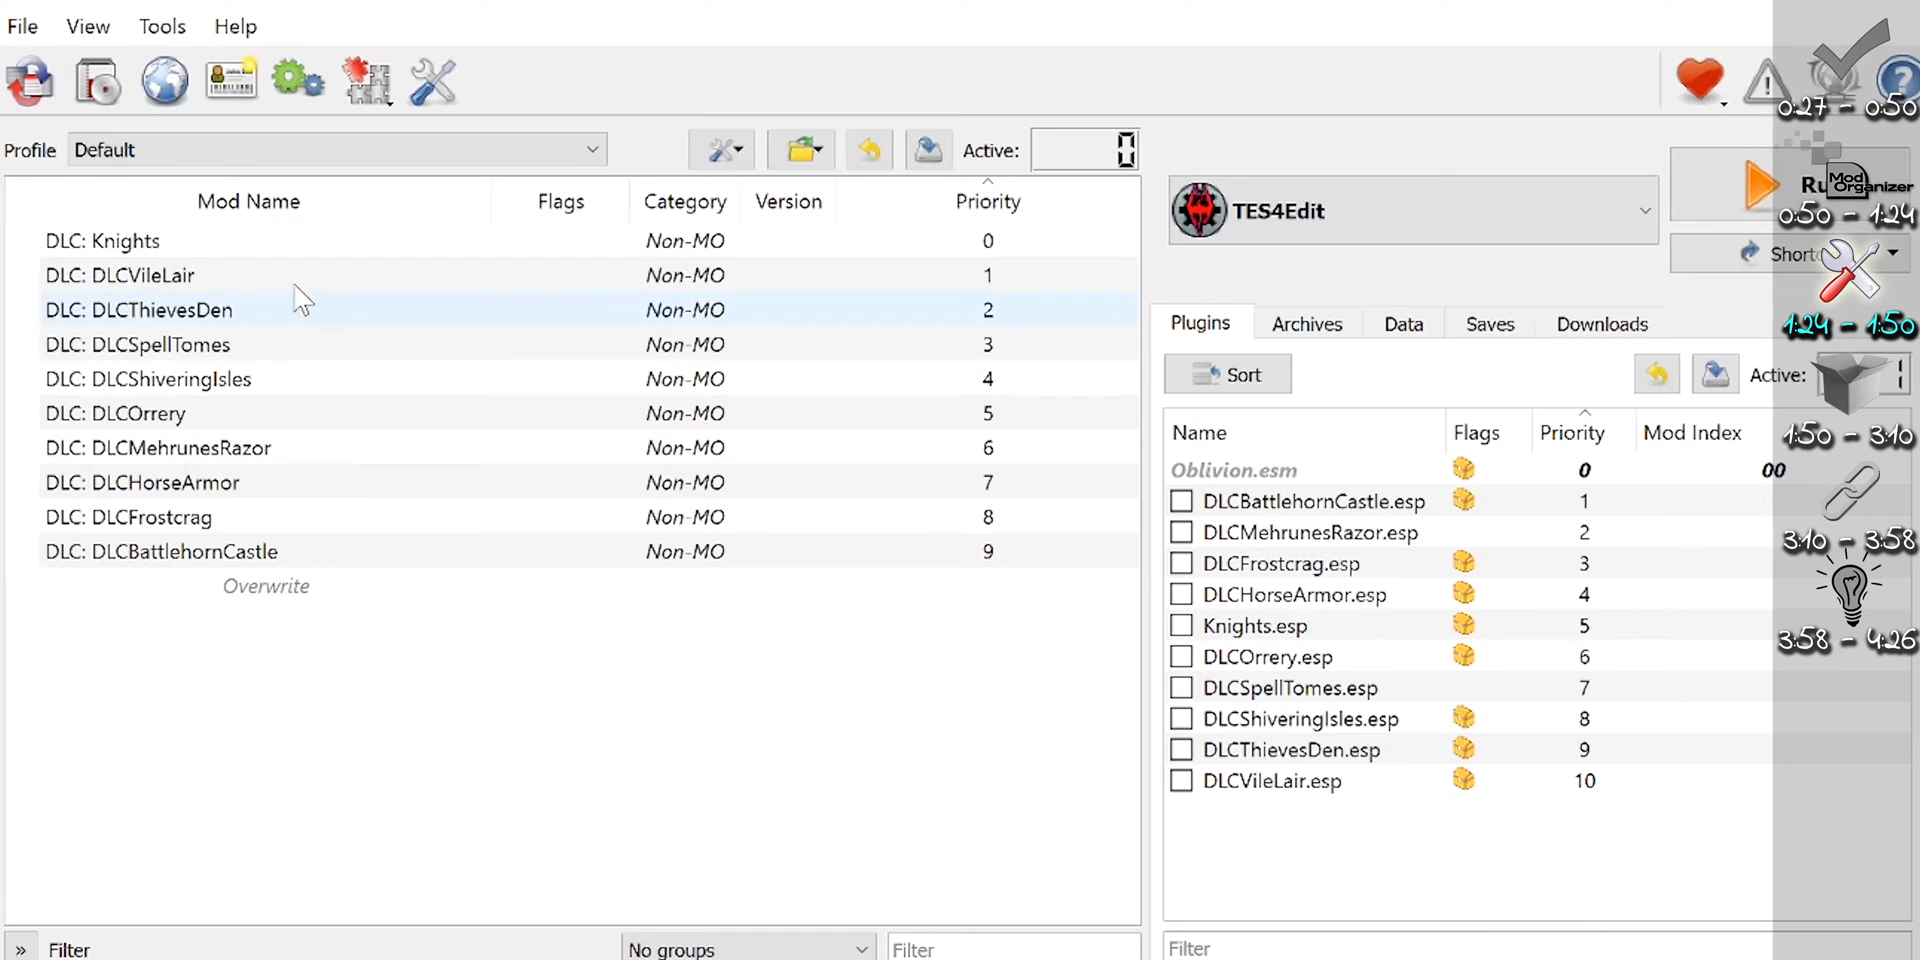 File View Tools Help
Profile Default Active: 0
Mod Name Flags Category Version Priority
DLC: Knights Non-MO 0
DLC: DLCVileLair Non-MO 1
DLC: DLCThievesDen Non-MO 2
DLC: DLCSpellTomes Non-MO 3
DLC: DLCShiveringIsles Non-MO 4
DLC: DLCOrrery Non-MO 5
DLC: DLCMehrunesRazor Non-MO 6
DLC: DLCHorseArmor Non-MO 7
DLC: DLCFrostcrag Non-MO 8
DLC: DLCBattlehornCastle Non-MO 9
Overwrite
» Filter No groups Filter
TES4Edit
Ru
Shortc
Plugins Archives Data Saves Downloads
Sort Active: 1
Name Flags Priority Mod Index
Oblivion.esm 0 00
DLCBattlehornCastle.esp 1
DLCMehrunesRazor.esp 2
DLCFrostcrag.esp 3
DLCHorseArmor.esp 4
Knights.esp 5
DLCOrrery.esp 6
DLCSpellTomes.esp 7
DLCShiveringIsles.esp 8
DLCThievesDen.esp 9
DLCVileLair.esp 10
Filter
0:27 - 0:50
Mod Organizer
0:50 - 1:24
1:24 - 1:50
1:50 - 3:10
3:10 - 3:58
3:58 - 4:26